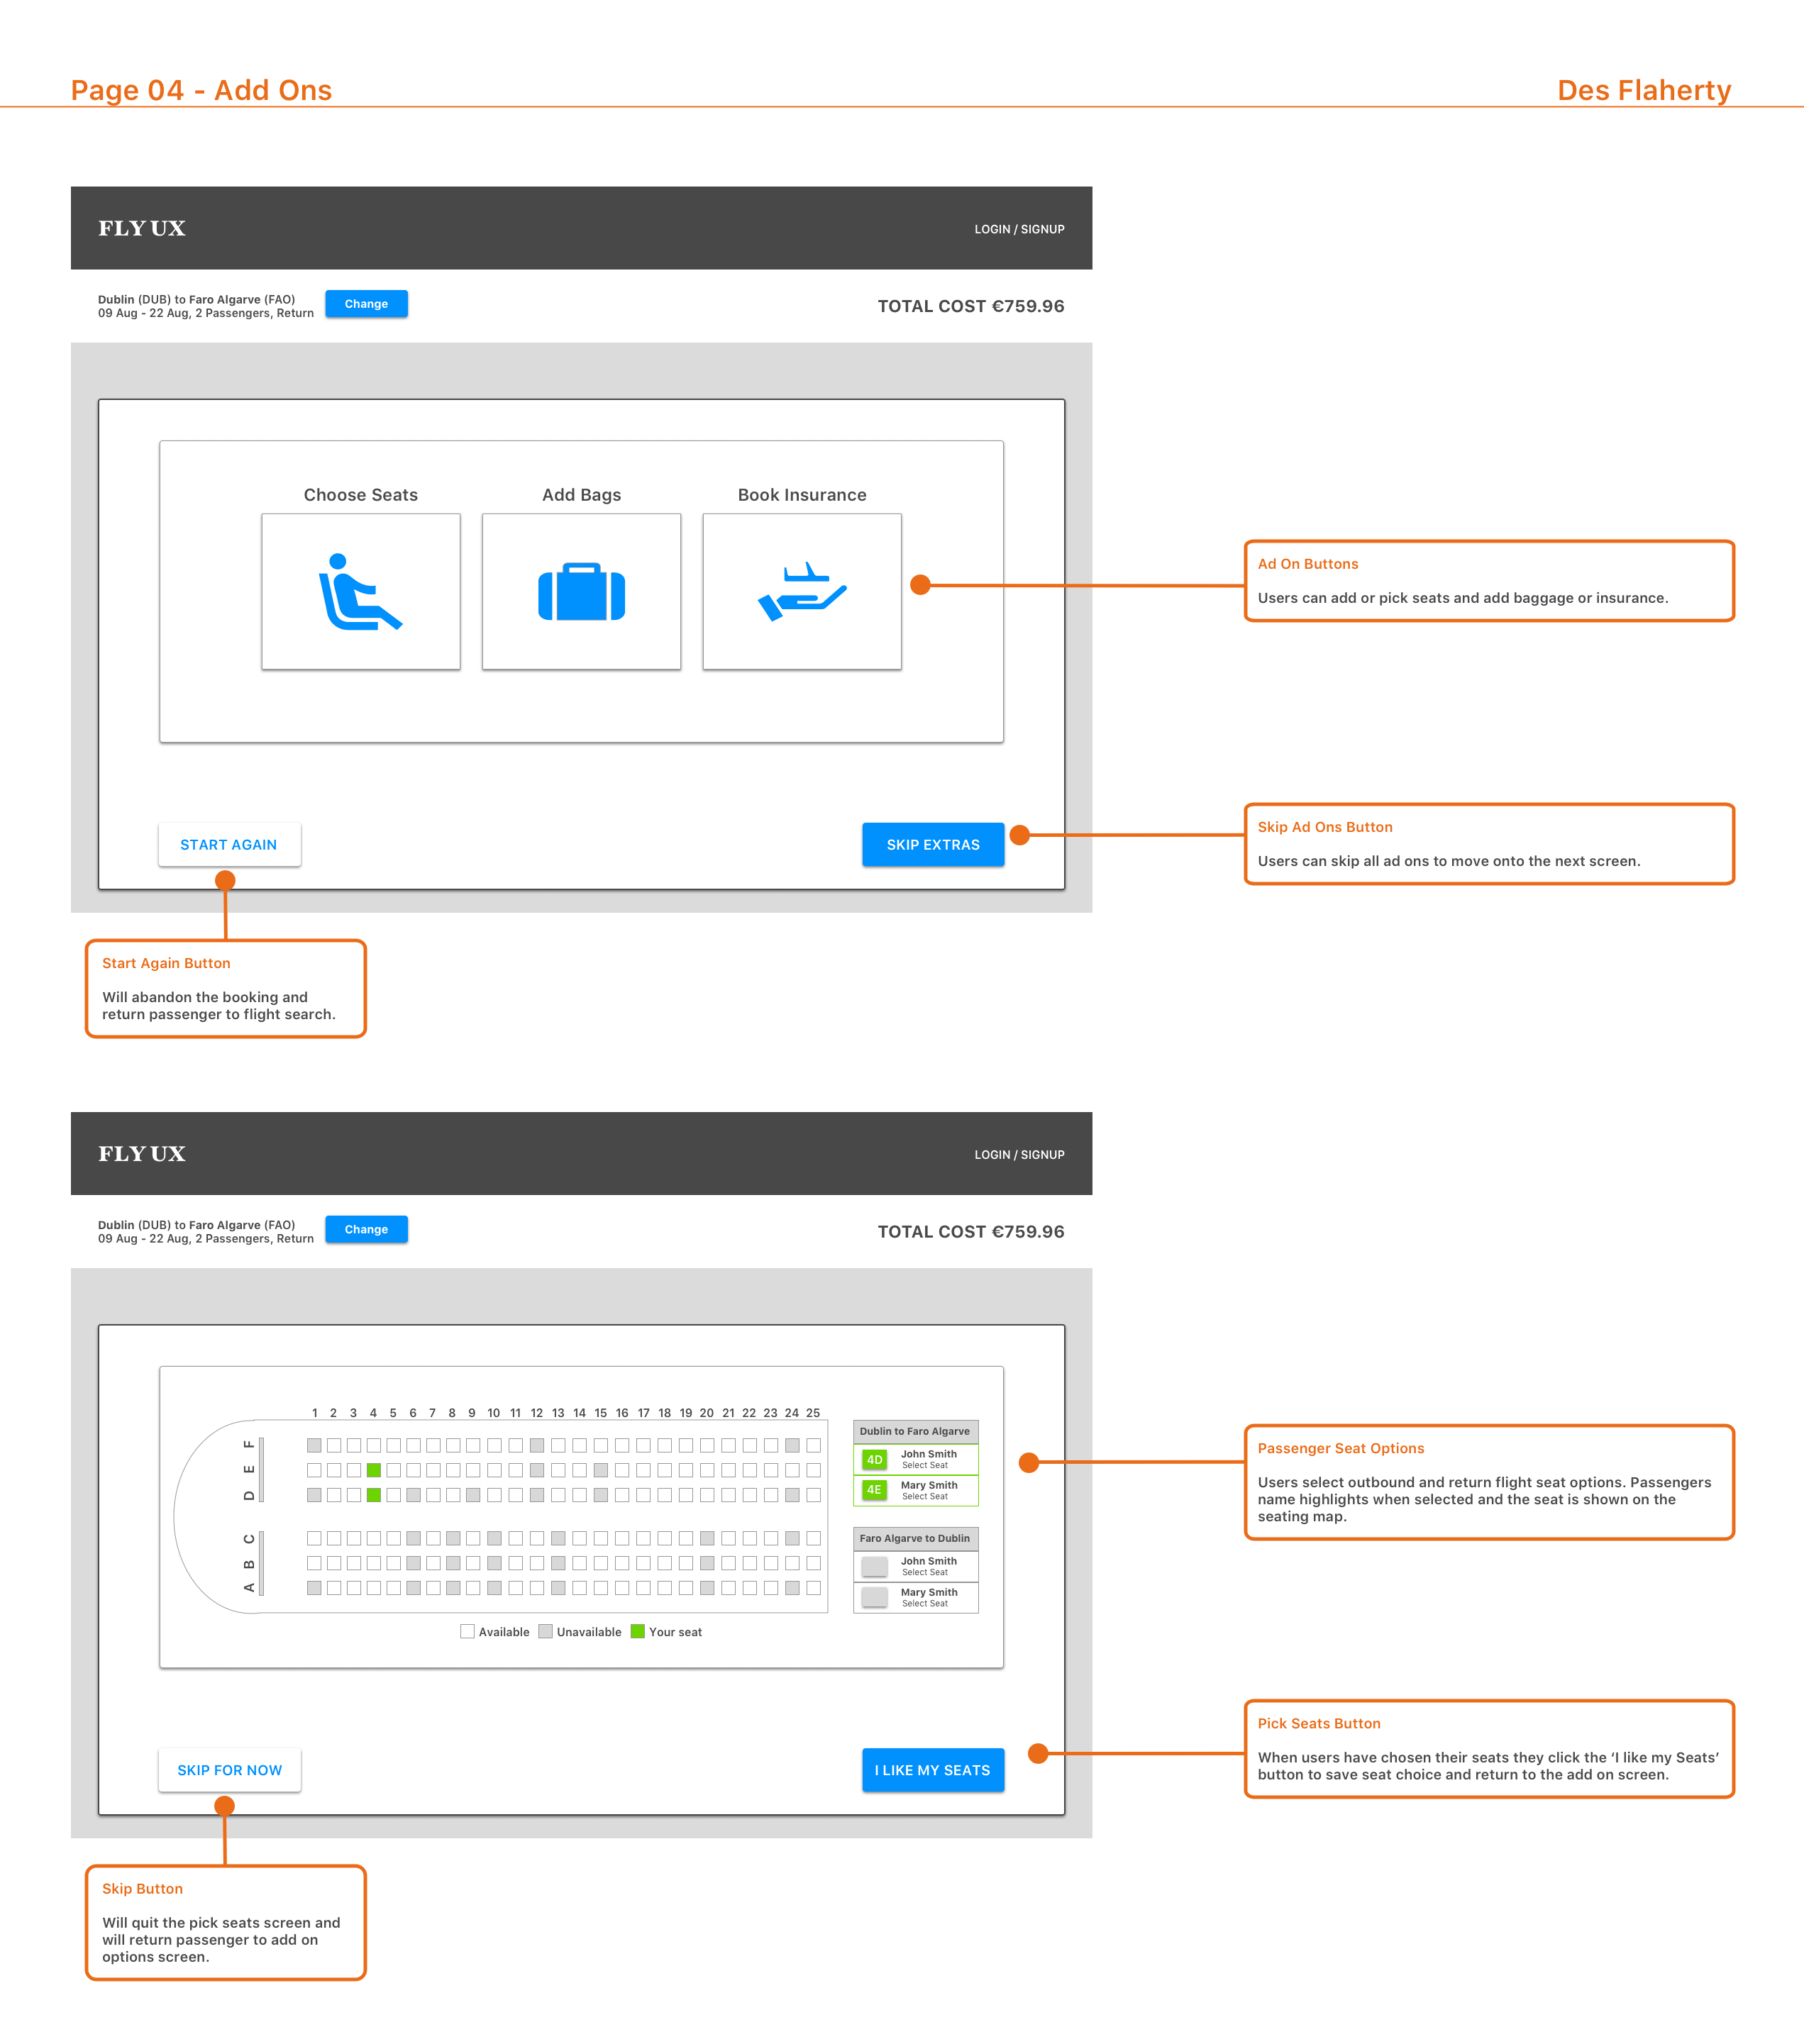 Page 04 - Add Ons
Des Flaherty
FLY UX
LOGIN / SIGNUP
Dublin (DUB) to Faro Algarve (FAO)
09 Aug - 22 Aug, 2 Passengers, Return
Change
TOTAL COST €759.96
Choose Seats
Add Bags
Book Insurance
Ad On Buttons
Users can add or pick seats and add baggage or insurance.
START AGAIN
SKIP EXTRAS
Skip Ad Ons Button
Users can skip all ad ons to move onto the next screen.
Start Again Button
Will abandon the booking and
return passenger to flight search.
FLY UX
LOGIN / SIGNUP
Dublin (DUB) to Faro Algarve (FAO)
09 Aug - 22 Aug, 2 Passengers, Return
Change
TOTAL COST €759.96
1 2 3 4 5 6 7 8 9 10 11 12 13 14 15 16 17 18 19 20 21 22 23 24 25
F
E
D
C
B
A
Available
Unavailable
Your seat
Dublin to Faro Algarve
4D
John Smith
Select Seat
4E
Mary Smith
Select Seat
Faro Algarve to Dublin
John Smith
Select Seat
Mary Smith
Select Seat
Passenger Seat Options
Users select outbound and return flight seat options. Passengers
name highlights when selected and the seat is shown on the
seating map.
SKIP FOR NOW
I LIKE MY SEATS
Pick Seats Button
When users have chosen their seats they click the ‘I like my Seats’
button to save seat choice and return to the add on screen.
Skip Button
Will quit the pick seats screen and
will return passenger to add on
options screen.